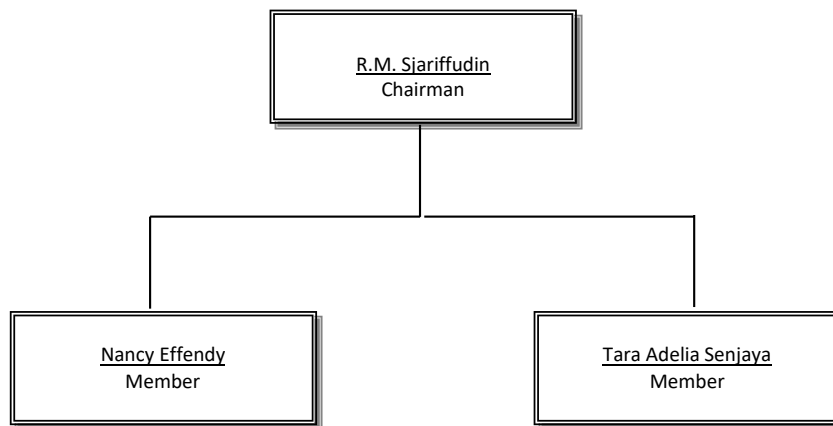 R.M. Sjariffudin
Chairman
Nancy Effendy
Member
Tara Adelia Senjaya
Member